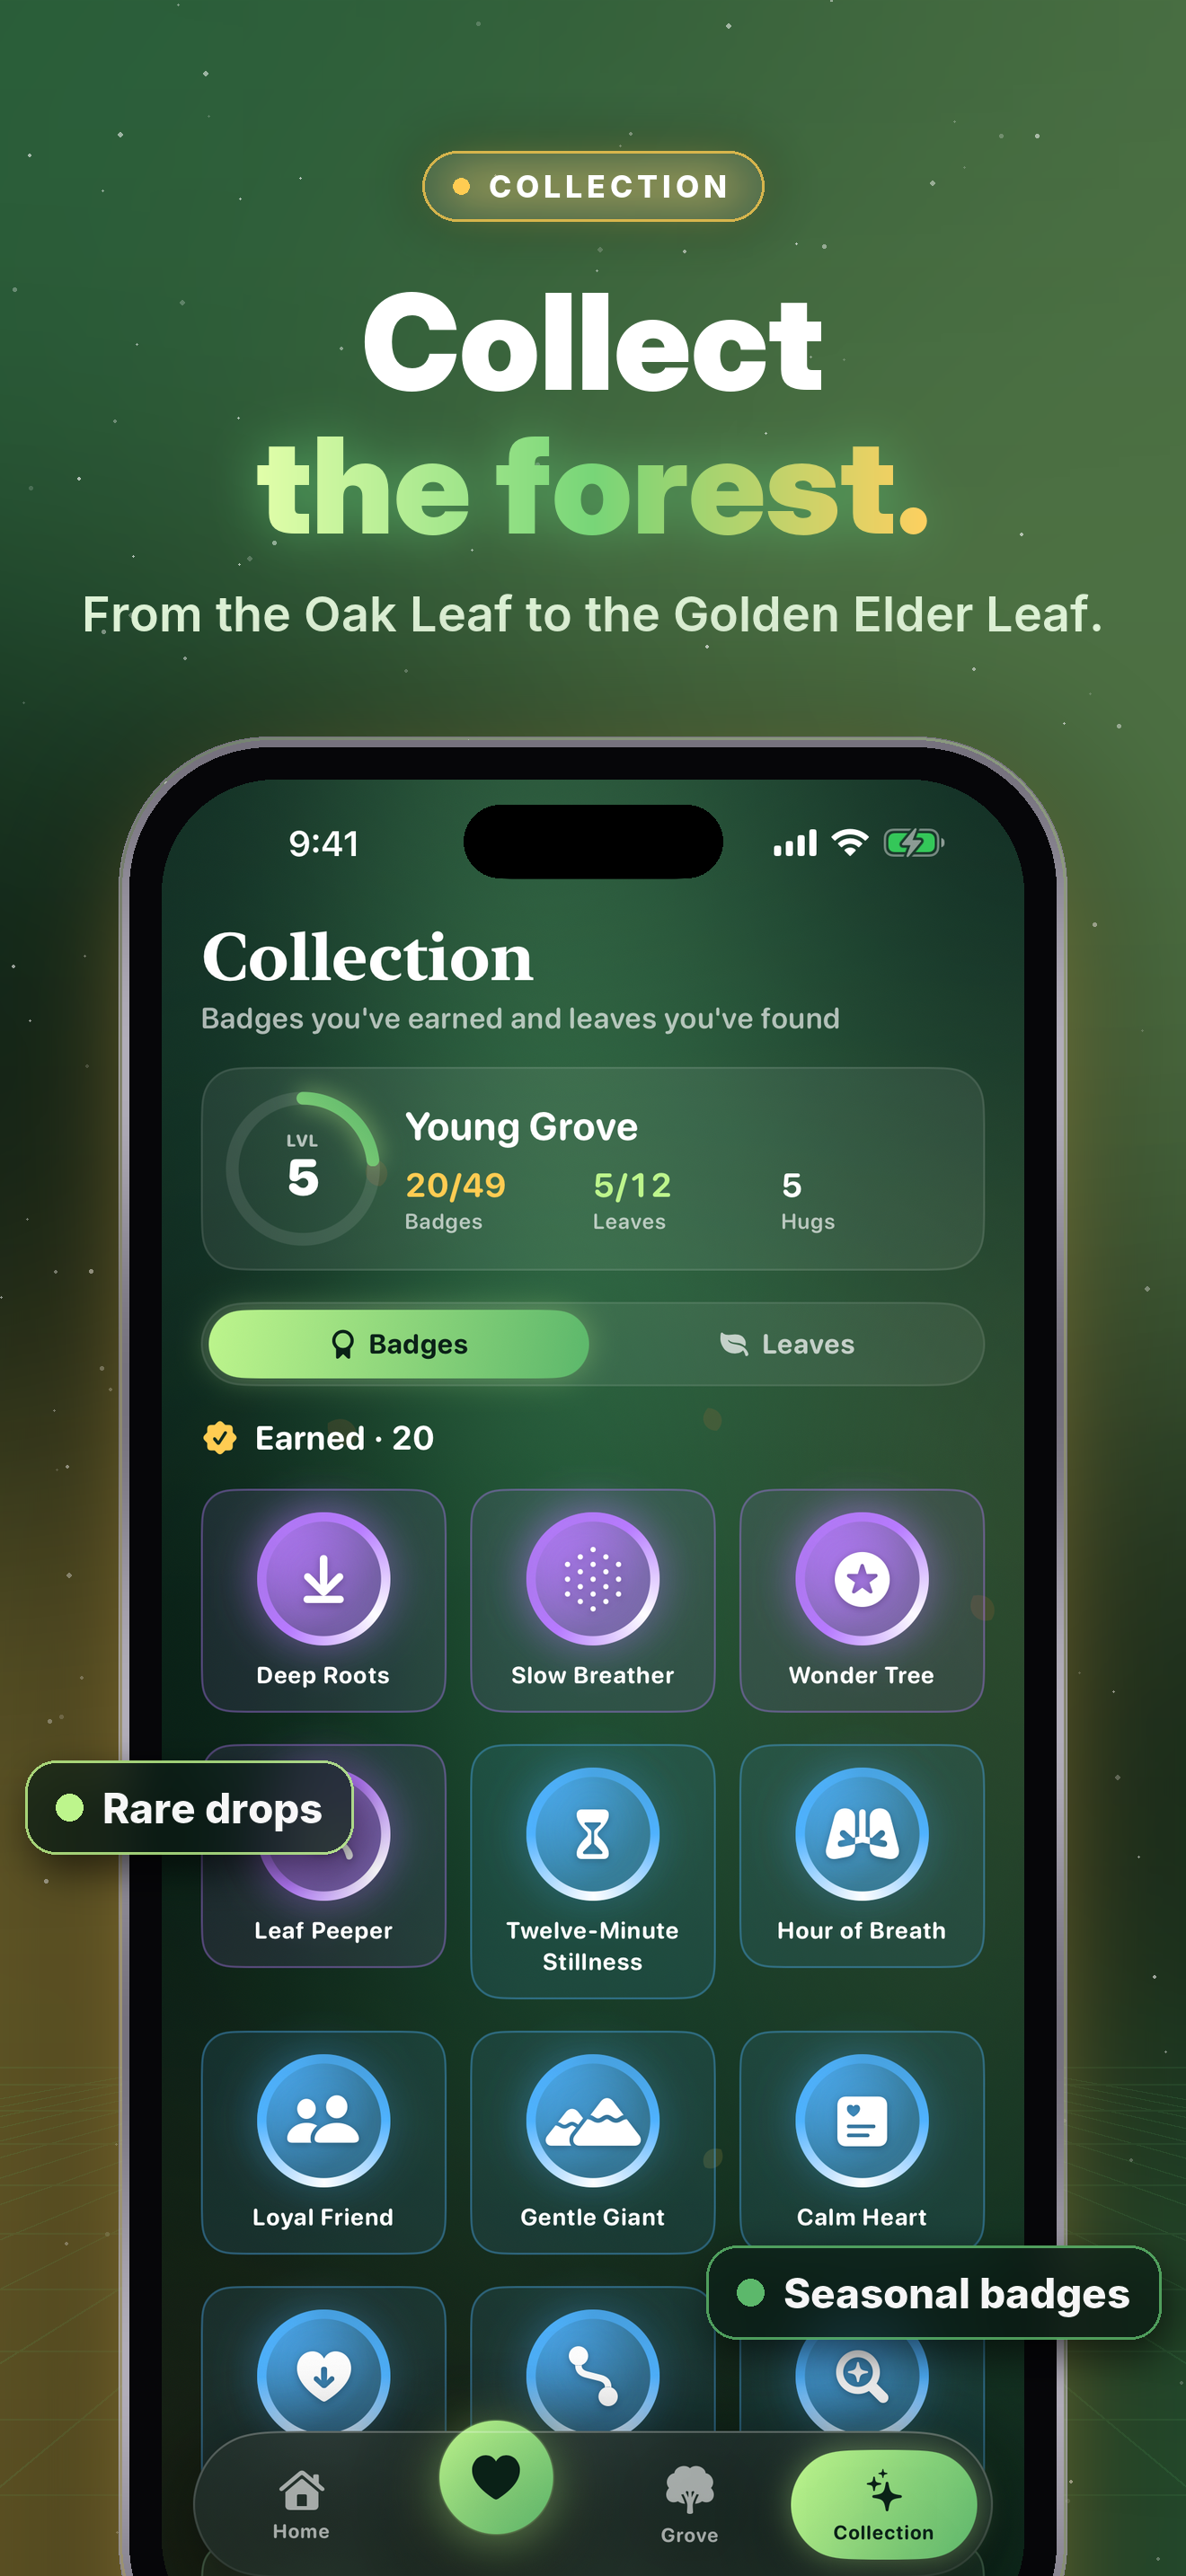 COLLECTION
Collect
the forest.
From the Oak Leaf to the Golden Elder Leaf.
9:41
Collection
Badges you've earned and leaves you've found
LVL
5
Young Grove
20/49 5/12 5
Badges Leaves Hugs
Badges Leaves
Earned · 20
Deep Roots Slow Breather Wonder Tree
Rare drops
Leaf Peeper Twelve-Minute Hour of Breath
Stillness
Loyal Friend Gentle Giant Calm Heart
Seasonal badges
Home Grove Collection